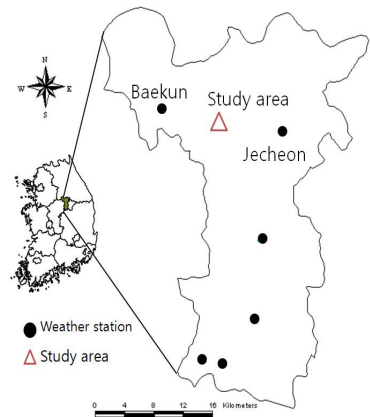 N
W E
S
Baekun
Study area
Jecheon
Weather station
Study area
0 4 8 12 16 Kilometers